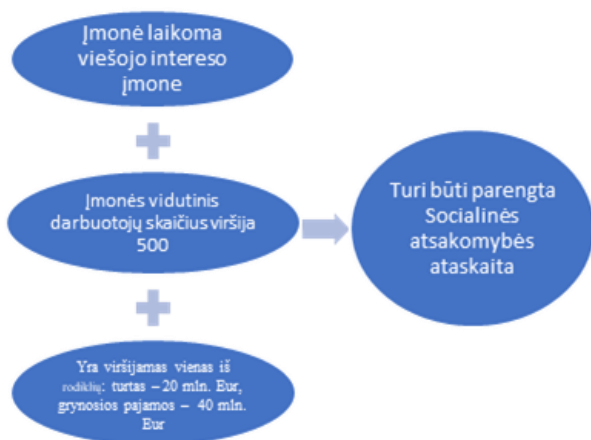 Įmonė laikoma
viešojo intereso
įmone
Įmonės vidutinis
darbuotojų skaičius viršija
500
Yra viršijamas vienas iš
rodiklių: turtas – 20 mln. Eur,
grynosios pajamos – 40 mln.
Eur
Turi būti parengta
Socialinės
atsakomybės
ataskaita